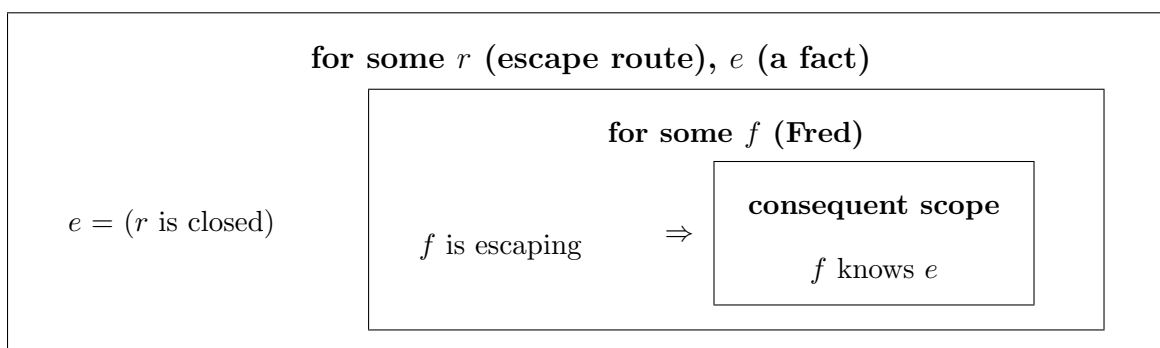 for some r (escape route), e (a fact)
for some f (Fred)
consequent scope
e = (r is closed)
f is escaping
⇒
f knows e